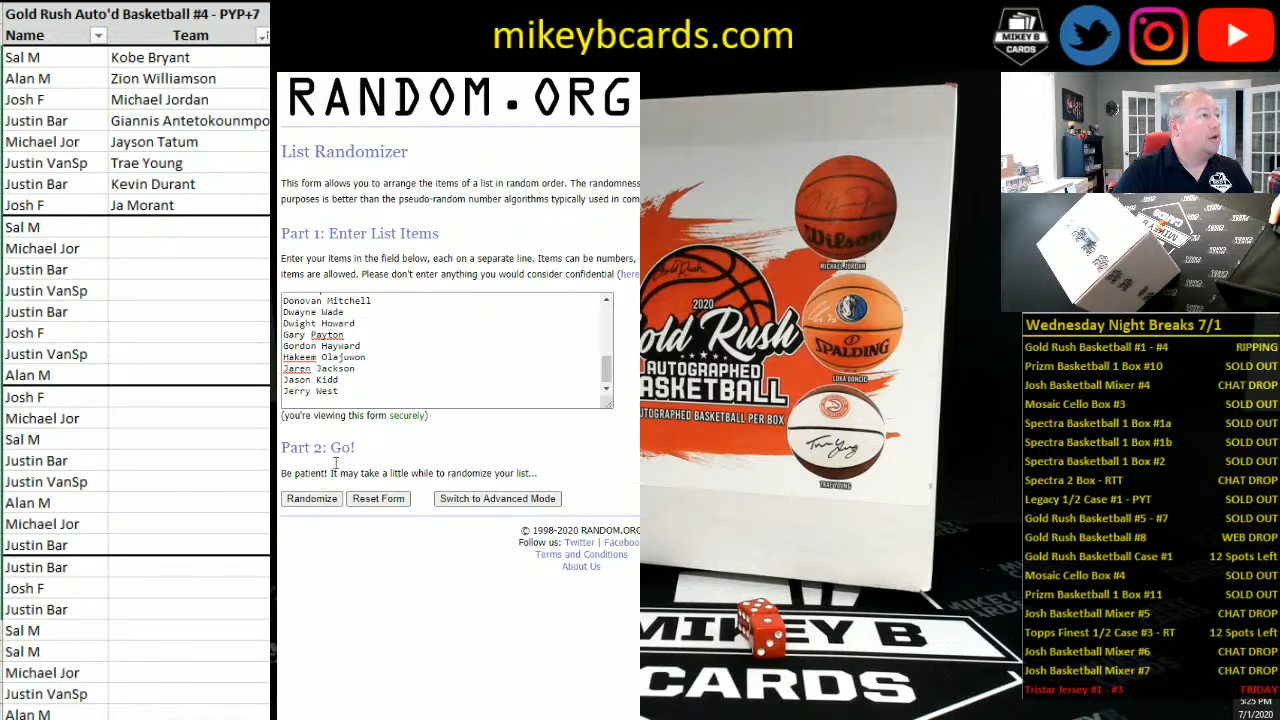 Gold Rush Auto'd Basketball #4 - PYP+7
Name Team
Sal M Kobe Bryant
Alan M Zion Williamson
Josh F Michael Jordan
Justin Bar Giannis Antetokounmpo
Michael Jor Jayson Tatum
Justin VanSp Trae Young
Justin Bar Kevin Durant
Josh F Ja Morant
Sal M
Michael Jor
Justin Bar
Justin VanSp
Justin Bar
Josh F
Justin VanSp
Alan M
Josh F
Michael Jor
Sal M
Justin Bar
Justin VanSp
Alan M
Michael Jor
Justin Bar
Justin Bar
Josh F
Justin Bar
Sal M
Sal M
Michael Jor
Justin VanSp
Alan M
mikeybcards.com
MIKEY B
CARDS
RANDOM.ORG
List Randomizer
This form allows you to arrange the items of a list in random order. The randomness
purposes is better than the pseudo-random number algorithms typically used in com
Part 1: Enter List Items
Enter your items in the field below, each on a separate line. Items can be numbers,
items are allowed. Please don't enter anything you would consider confidential (here
Donovan Mitchell
Dwayne Wade
Dwight Howard
Gary Payton
Gordon Hayward
Hakeem Olajuwon
Jaren Jackson
Jason Kidd
Jerry West
(you're viewing this form securely)
Part 2: Go!
Be patient! It may take a little while to randomize your list...
Randomize Reset Form Switch to Advanced Mode
© 1998-2020 RANDOM.ORG
Follow us: Twitter | Faceboo
Terms and Conditions
About Us
Wilson
MICHAEL JORDAN
SPALDING
LUKA DONCIC
TRAE YOUNG
2020
Gold Rush
AUTOGRAPHED
BASKETBALL
AUTOGRAPHED BASKETBALL PER BOX
MIKEY B
CARDS
Wednesday Night Breaks 7/1
Gold Rush Basketball #1 - #4 RIPPING
Prizm Basketball 1 Box #10 SOLD OUT
Josh Basketball Mixer #4 CHAT DROP
Mosaic Cello Box #3 SOLD OUT
Spectra Basketball 1 Box #1a SOLD OUT
Spectra Basketball 1 Box #1b SOLD OUT
Spectra Basketball 1 Box #2 SOLD OUT
Spectra 2 Box - RTT CHAT DROP
Legacy 1/2 Case #1 - PYT SOLD OUT
Gold Rush Basketball #5 - #7 SOLD OUT
Gold Rush Basketball #8 WEB DROP
Gold Rush Basketball Case #1 12 Spots Left
Mosaic Cello Box #4 SOLD OUT
Prizm Basketball 1 Box #11 SOLD OUT
Josh Basketball Mixer #5 CHAT DROP
Topps Finest 1/2 Case #3 - RT 12 Spots Left
Josh Basketball Mixer #6 CHAT DROP
Josh Basketball Mixer #7 CHAT DROP
Tristar Jersey #1 - #3 FRIDAY
5:25 PM
7/1/2020